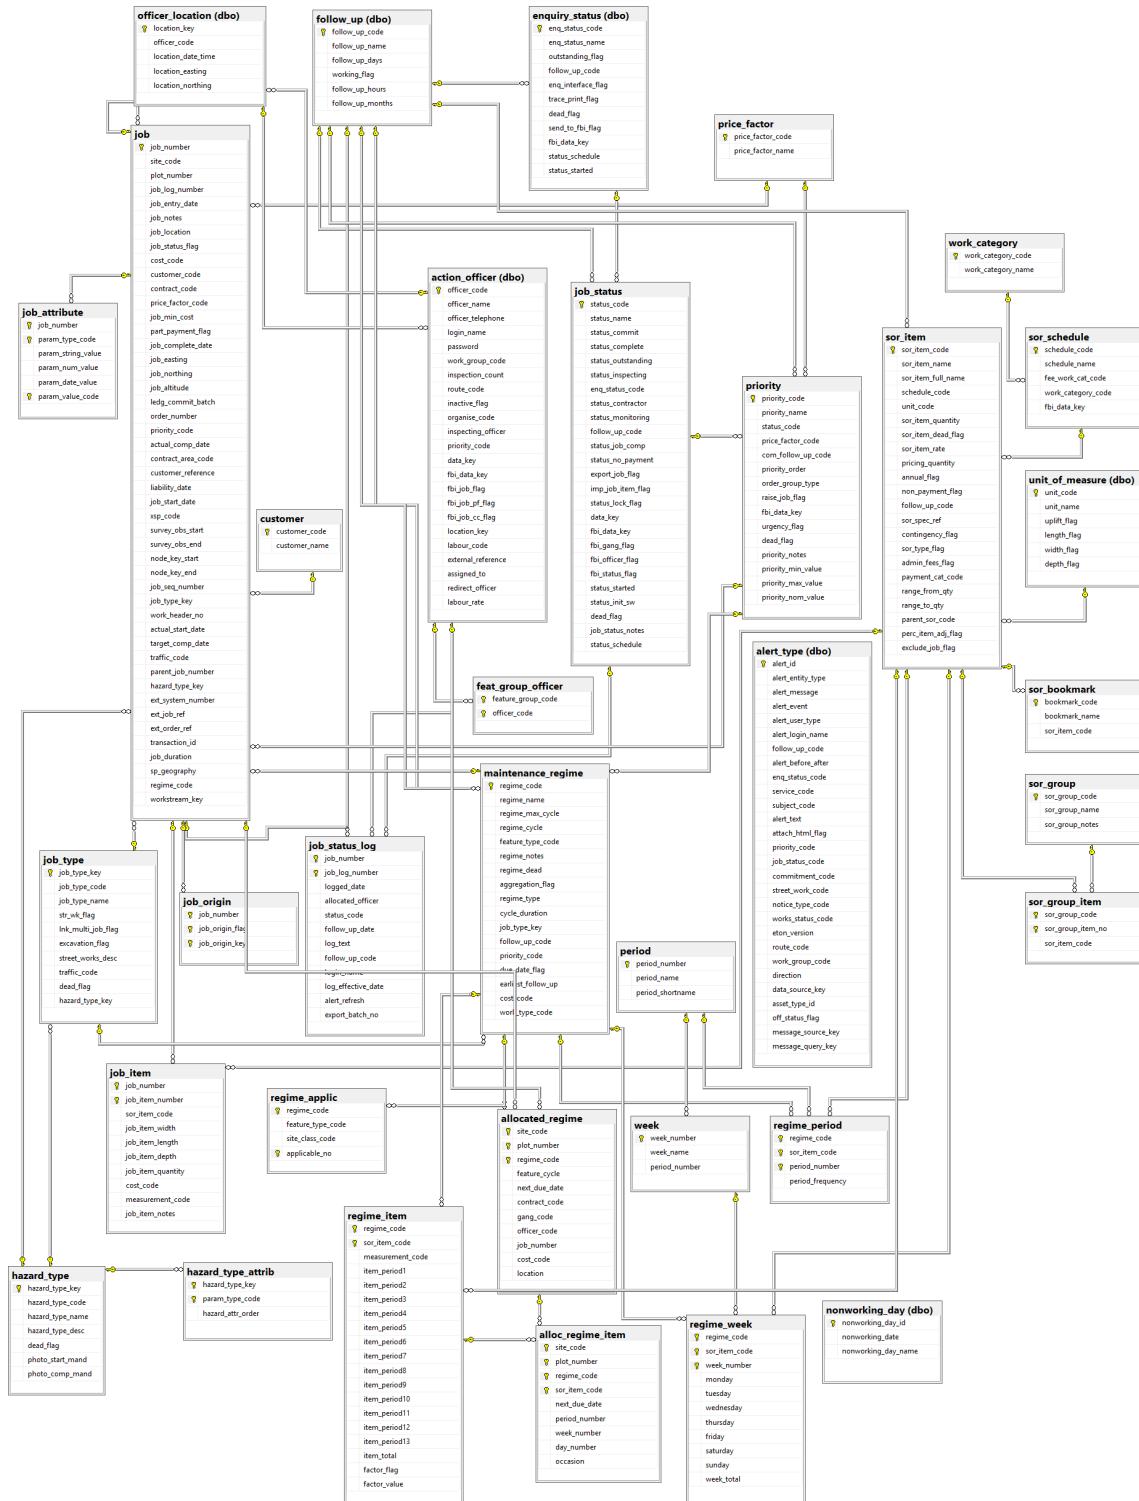 officer_location (dbo)
location_key
officer_code
location_date_time
location_easting
location_northing
follow_up (dbo)
follow_up_code
follow_up_name
follow_up_days
working_flag
follow_up_hours
follow_up_months
enquiry_status (dbo)
enq_status_code
enq_status_name
outstanding_flag
follow_up_code
enq_interface_flag
trace_print_flag
dead_flag
send_to_fbi_flag
fbi_data_key
status_schedule
status_started
price_factor
price_factor_code
price_factor_name
job
job_number
site_code
plot_number
job_log_number
job_entry_date
job_notes
job_location
job_status_flag
cost_code
customer_code
contract_code
price_factor_code
job_min_cost
part_payment_flag
job_complete_date
job_easting
job_northing
job_altitude
ledg_commit_batch
order_number
priority_code
actual_comp_date
contract_area_code
customer_reference
liability_date
job_start_date
xsp_code
survey_obs_start
survey_obs_end
node_key_start
node_key_end
job_seq_number
job_type_key
work_header_no
actual_start_date
target_comp_date
traffic_code
parent_job_number
hazard_type_key
ext_system_number
ext_job_ref
ext_order_ref
transaction_id
job_duration
sp_geography
regime_code
workstream_key
work_category
work_category_code
work_category_name
action_officer (dbo)
officer_code
officer_name
officer_telephone
login_name
password
work_group_code
inspection_count
route_code
inactive_flag
organise_code
inspecting_officer
priority_code
data_key
fbi_data_key
fbi_job_flag
fbi_job_pf_flag
fbi_job_cc_flag
location_key
labour_code
external_reference
assigned_to
redirect_officer
labour_rate
job_status
status_code
status_name
status_commit
status_complete
status_outstanding
status_inspecting
enq_status_code
status_contractor
status_monitoring
follow_up_code
status_job_comp
status_no_payment
export_job_flag
imp_job_item_flag
status_lock_flag
data_key
fbi_data_key
fbi_gang_flag
fbi_officer_flag
fbi_status_flag
status_started
status_init_sw
dead_flag
job_status_notes
status_schedule
job_attribute
job_number
param_type_code
param_string_value
param_num_value
param_date_value
param_value_code
sor_item
sor_item_code
sor_item_name
sor_item_full_name
schedule_code
unit_code
sor_item_quantity
sor_item_dead_flag
sor_item_rate
pricing_quantity
annual_flag
non_payment_flag
follow_up_code
sor_spec_ref
contingency_flag
sor_type_flag
admin_fees_flag
payment_cat_code
range_from_qty
range_to_qty
parent_sor_code
perc_item_adj_flag
exclude_job_flag
sor_schedule
schedule_code
schedule_name
fee_work_cat_code
work_category_code
fbi_data_key
priority
priority_code
priority_name
status_code
price_factor_code
com_follow_up_code
priority_order
order_group_type
raise_job_flag
fbi_data_key
urgency_flag
dead_flag
priority_notes
priority_min_value
priority_max_value
priority_nom_value
unit_of_measure (dbo)
unit_code
unit_name
uplift_flag
length_flag
width_flag
depth_flag
customer
customer_code
customer_name
alert_type (dbo)
alert_id
alert_entity_type
alert_message
alert_event
alert_user_type
alert_login_name
follow_up_code
alert_before_after
enq_status_code
service_code
subject_code
alert_text
attach_html_flag
priority_code
job_status_code
commitment_code
street_work_code
notice_type_code
works_status_code
eton_version
route_code
work_group_code
direction
data_source_key
asset_type_id
off_status_flag
message_source_key
message_query_key
feat_group_officer
feature_group_code
officer_code
sor_bookmark
bookmark_code
bookmark_name
sor_item_code
maintenance_regime
regime_code
regime_name
regime_max_cycle
regime_cycle
feature_type_code
regime_notes
regime_dead
aggregation_flag
regime_type
cycle_duration
job_type_key
follow_up_code
priority_code
due_date_flag
earliest_follow_up
cost_code
work_type_code
sor_group
sor_group_code
sor_group_name
sor_group_notes
job_status_log
job_number
job_log_number
logged_date
allocated_officer
status_code
follow_up_date
log_text
follow_up_code
login_name
log_effective_date
alert_refresh
export_batch_no
job_type
job_type_key
job_type_code
job_type_name
str_wk_flag
lnk_multi_job_flag
excavation_flag
street_works_desc
traffic_code
dead_flag
hazard_type_key
job_origin
job_number
job_origin_flag
job_origin_key
sor_group_item
sor_group_code
sor_group_item_no
sor_item_code
period
period_number
period_name
period_shortname
job_item
job_number
job_item_number
sor_item_code
job_item_width
job_item_length
job_item_depth
job_item_quantity
cost_code
measurement_code
job_item_notes
regime_applic
regime_code
feature_type_code
site_class_code
applicable_no
allocated_regime
site_code
plot_number
regime_code
feature_cycle
next_due_date
contract_code
gang_code
officer_code
job_number
cost_code
location
week
week_number
week_name
period_number
regime_period
regime_code
sor_item_code
period_number
period_frequency
regime_item
regime_code
sor_item_code
measurement_code
item_period1
item_period2
item_period3
item_period4
item_period5
item_period6
item_period7
item_period8
item_period9
item_period10
item_period11
item_period12
item_period13
item_total
factor_flag
factor_value
hazard_type
hazard_type_key
hazard_type_code
hazard_type_name
hazard_type_desc
dead_flag
photo_start_mand
photo_comp_mand
hazard_type_attrib
hazard_type_key
param_type_code
hazard_attr_order
alloc_regime_item
site_code
plot_number
regime_code
sor_item_code
next_due_date
period_number
week_number
day_number
occasion
regime_week
regime_code
sor_item_code
week_number
monday
tuesday
wednesday
thursday
friday
saturday
sunday
week_total
nonworking_day (dbo)
nonworking_day_id
nonworking_date
nonworking_day_name